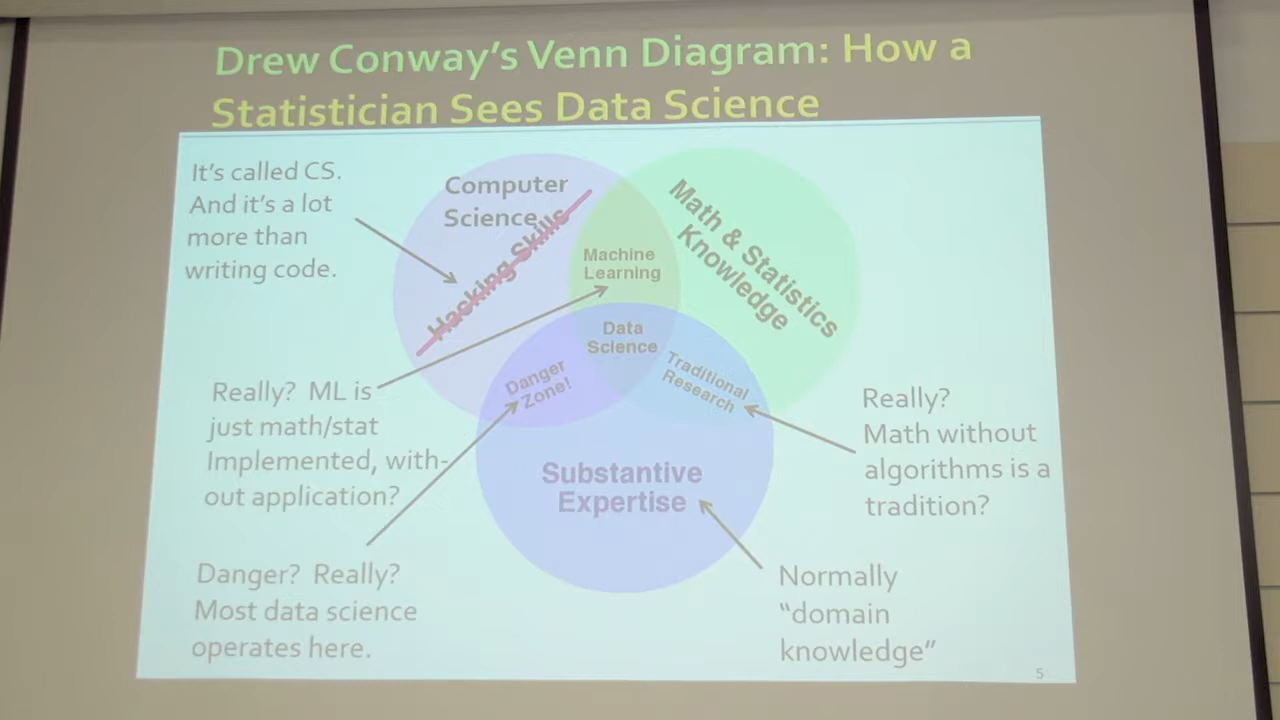 Drew Conway's Venn Diagram: How a
Statistician Sees Data Science
It's called CS.
And it's a lot
more than
writing code.
Computer
Science
Hacking Skills
Math & Statistics
Knowledge
Machine
Learning
Data
Science
Danger
Zone!
Traditional
Research
Substantive
Expertise
Really? ML is
just math/stat
Implemented, with-
out application?
Really?
Math without
algorithms is a
tradition?
Danger? Really?
Most data science
operates here.
Normally
"domain
knowledge"
5